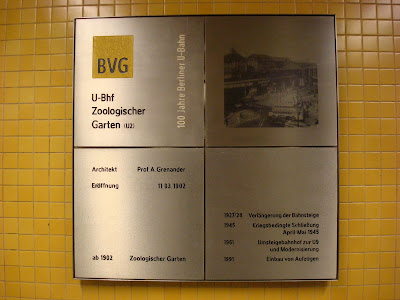 BVG
U-Bhf
Zoologischer
Garten (U2)
100 Jahre Berliner U-Bahn
Architekt Prof A. Grenander
Eröffnung 11 03 1902
ab 1902 Zoologischer Garten
1927/28 Verlängerung der Bahnsteige
1945 Kriegsbedingte Schließung
April-Mai 1945
1961 Umsteigebahnhof zur U9
und Modernisierung
1991 Einbau von Aufzügen